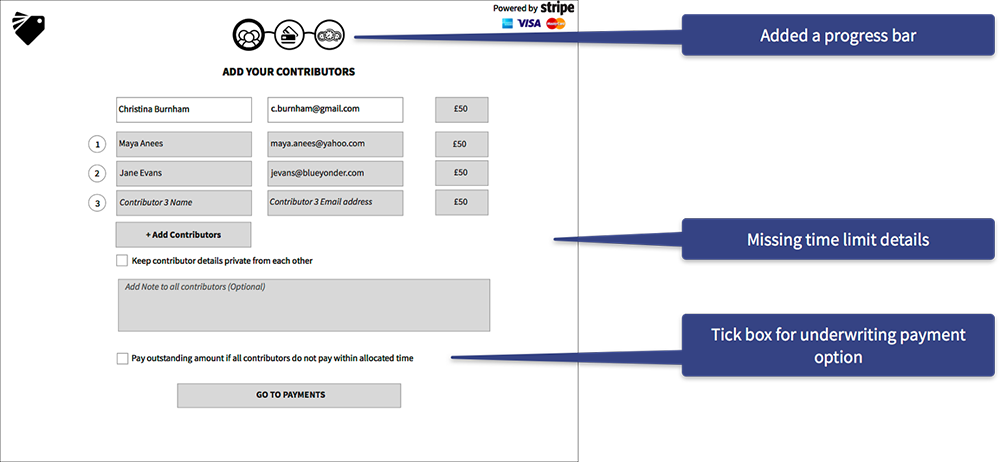 Powered by stripe
VISA
Added a progress bar
ADD YOUR CONTRIBUTORS
Christina Burnham c.burnham@gmail.com £50
1 Maya Anees maya.anees@yahoo.com £50
2 Jane Evans jevans@blueyonder.com £50
3 Contributor 3 Name Contributor 3 Email address £50
+ Add Contributors
Missing time limit details
Keep contributor details private from each other
Add Note to all contributors (Optional)
Tick box for underwriting payment
option
Pay outstanding amount if all contributors do not pay within allocated time
GO TO PAYMENTS